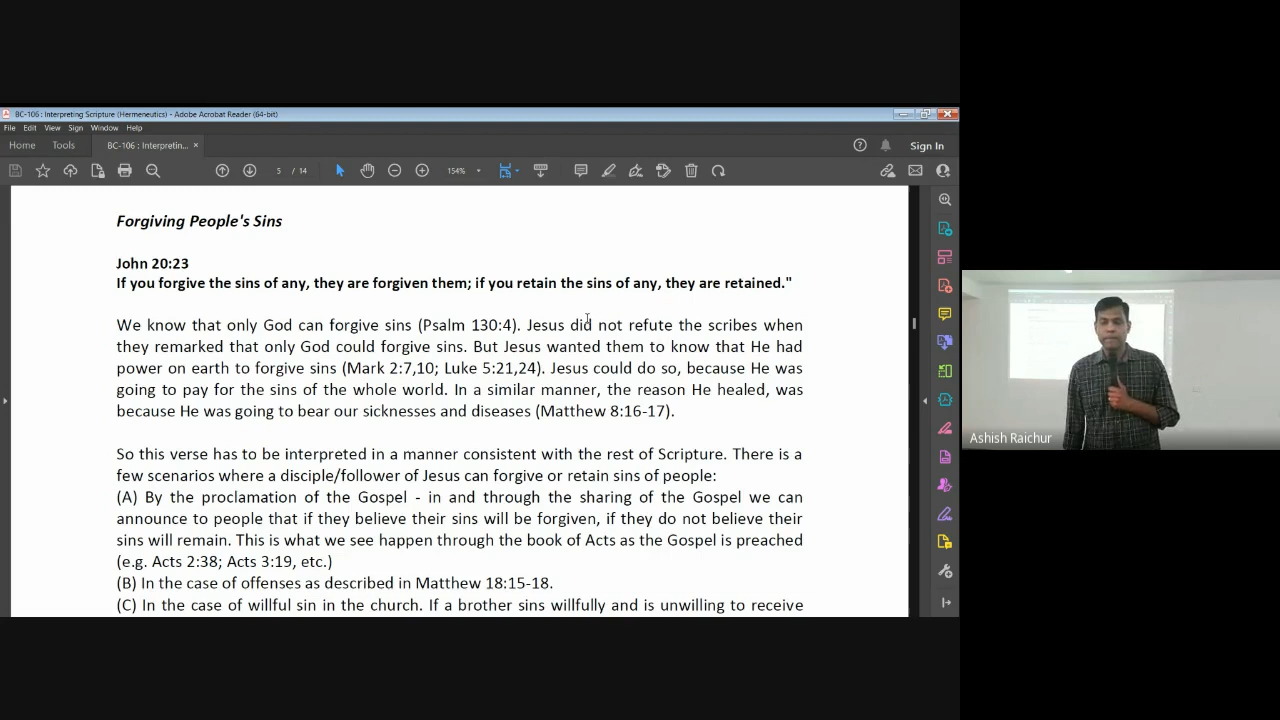 BC-106 : Interpreting Scripture (Hermeneutics) - Adobe Acrobat Reader (64-bit)
File Edit View Sign Window Help
Home Tools BC-106 : Interpretin... × Sign In
5 / 14 154%
Forgiving People's Sins
John 20:23
If you forgive the sins of any, they are forgiven them; if you retain the sins of any, they are retained."
We know that only God can forgive sins (Psalm 130:4). Jesus did not refute the scribes when
they remarked that only God could forgive sins. But Jesus wanted them to know that He had
power on earth to forgive sins (Mark 2:7,10; Luke 5:21,24). Jesus could do so, because He was
going to pay for the sins of the whole world. In a similar manner, the reason He healed, was
because He was going to bear our sicknesses and diseases (Matthew 8:16-17).
So this verse has to be interpreted in a manner consistent with the rest of Scripture. There is a
few scenarios where a disciple/follower of Jesus can forgive or retain sins of people:
(A) By the proclamation of the Gospel - in and through the sharing of the Gospel we can
announce to people that if they believe their sins will be forgiven, if they do not believe their
sins will remain. This is what we see happen through the book of Acts as the Gospel is preached
(e.g. Acts 2:38; Acts 3:19, etc.)
(B) In the case of offenses as described in Matthew 18:15-18.
(C) In the case of willful sin in the church. If a brother sins willfully and is unwilling to receive
Ashish Raichur